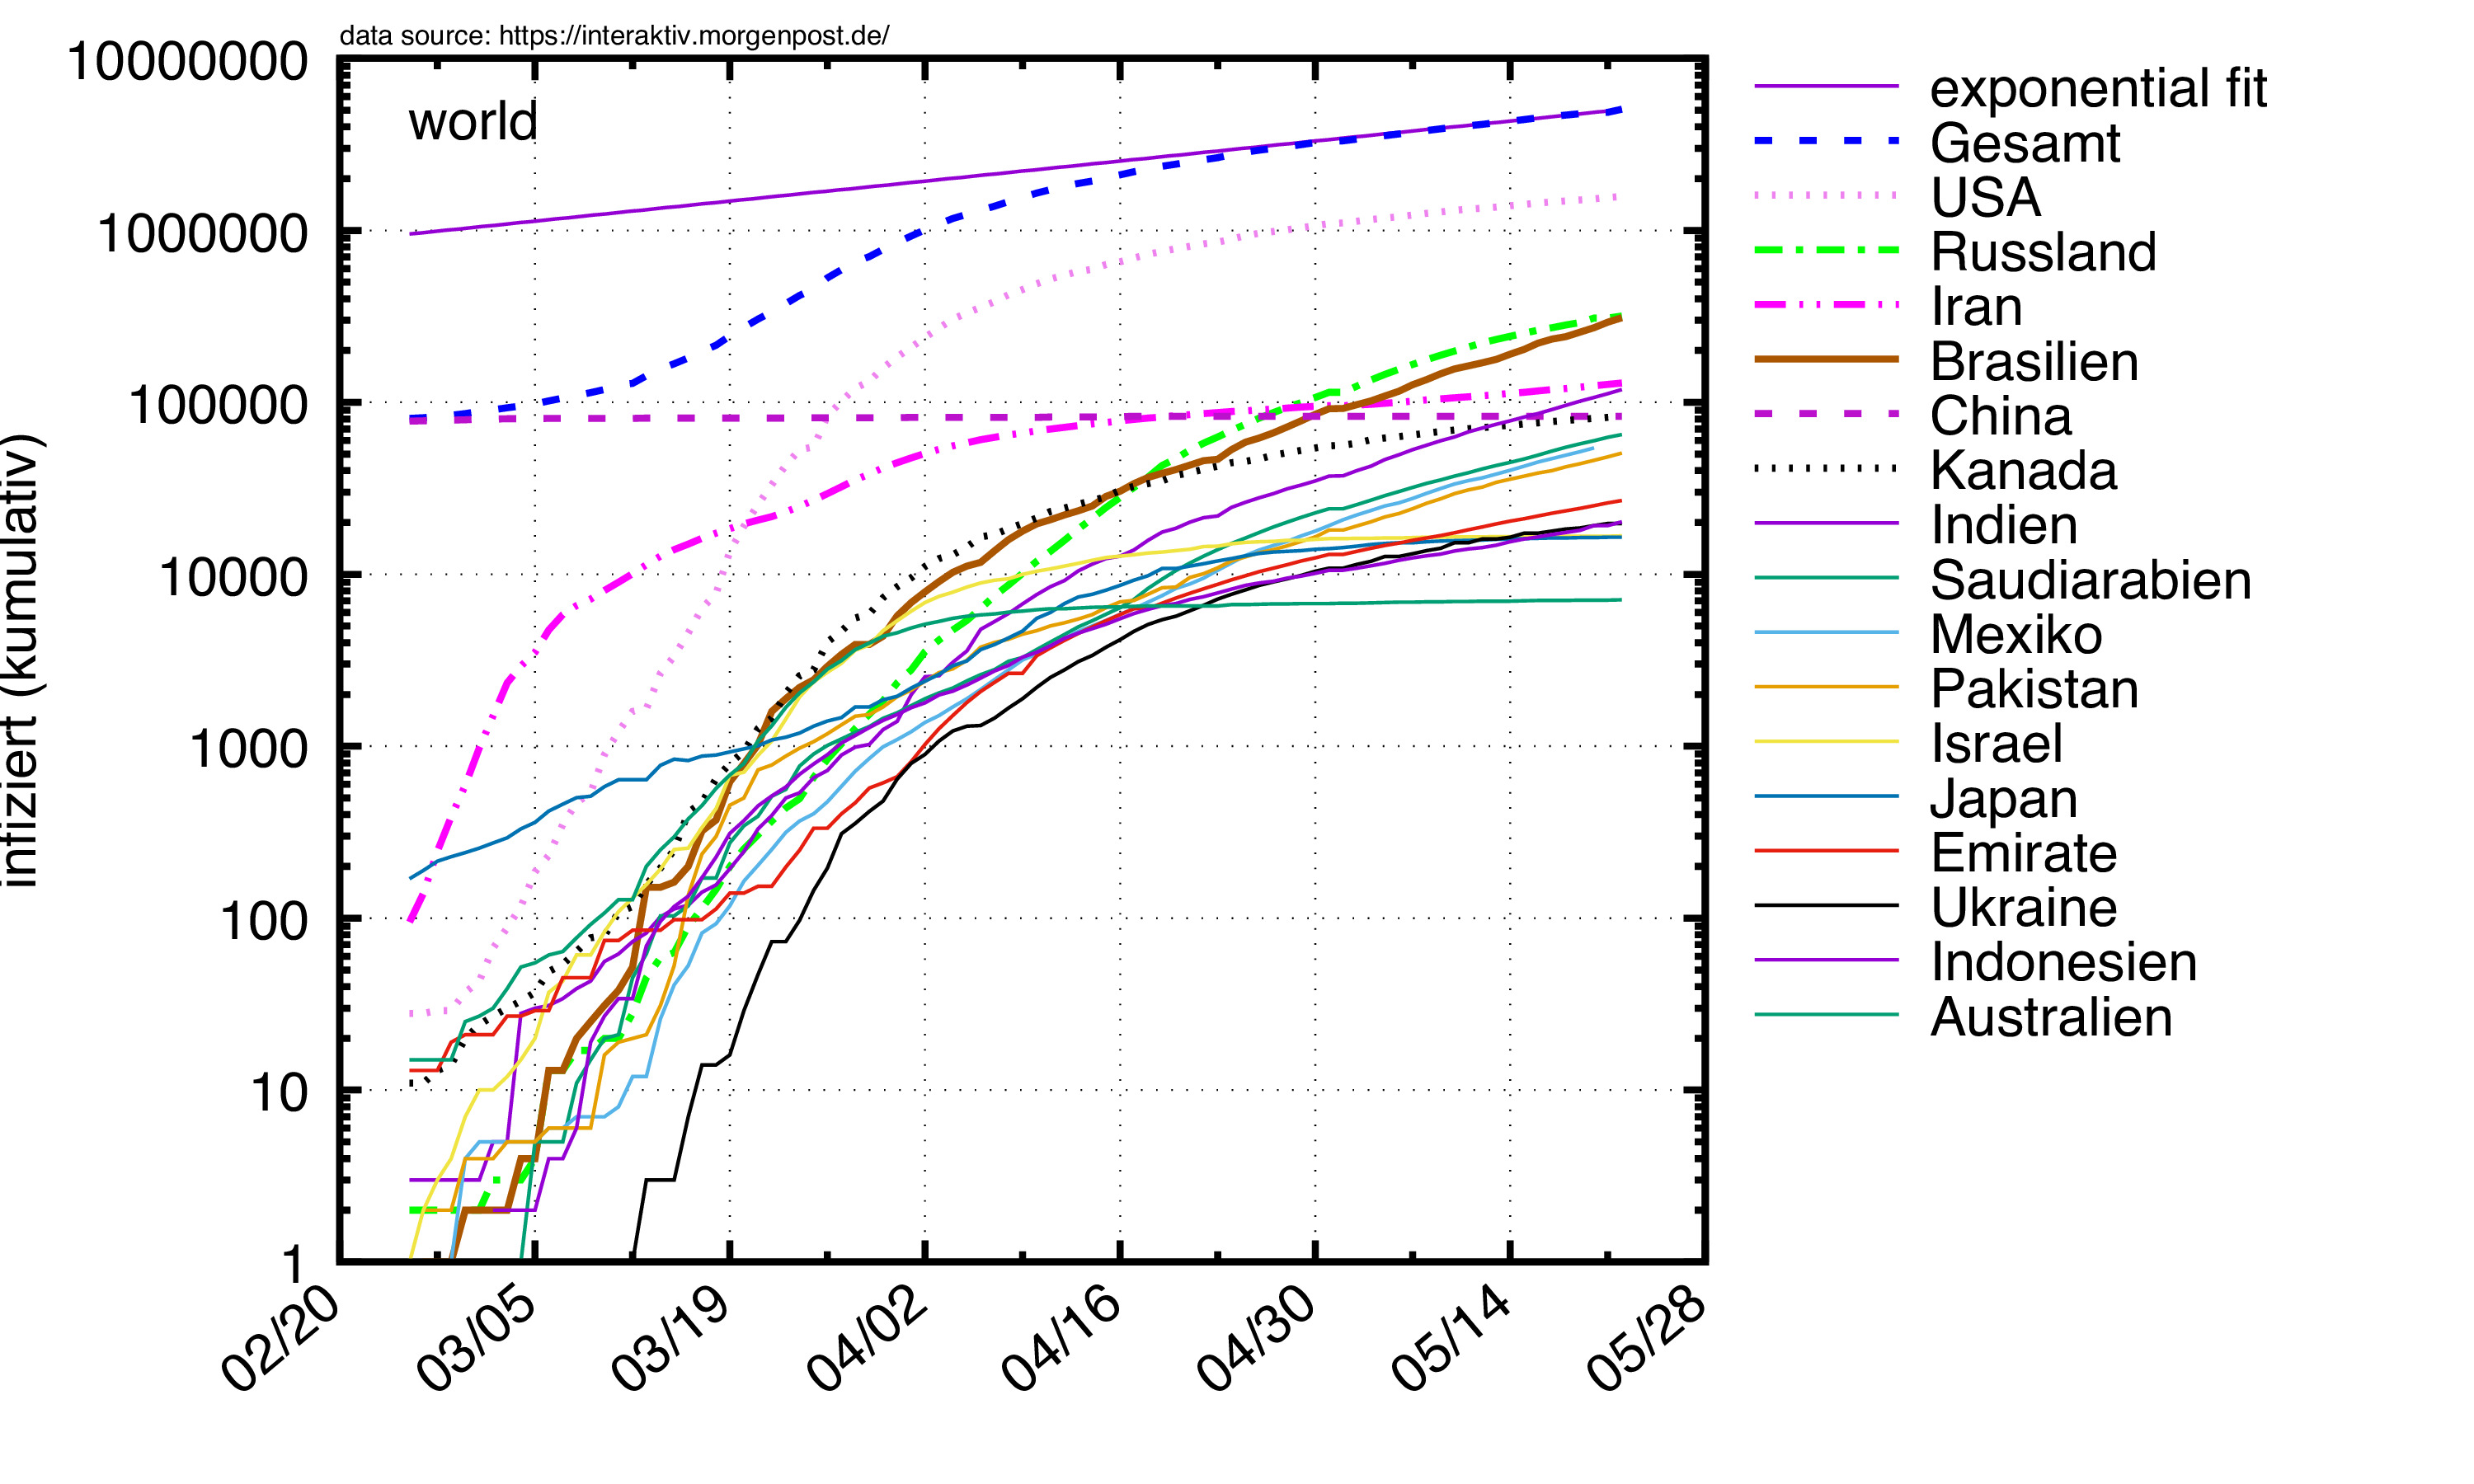 data source: https://interaktiv.morgenpost.de/
world
infiziert (kumulativ)
10000000
1000000
100000
10000
1000
100
10
1
02/20
03/05
03/19
04/02
04/16
04/30
05/14
05/28
exponential fit
Gesamt
USA
Russland
Iran
Brasilien
China
Kanada
Indien
Saudiarabien
Mexiko
Pakistan
Israel
Japan
Emirate
Ukraine
Indonesien
Australien